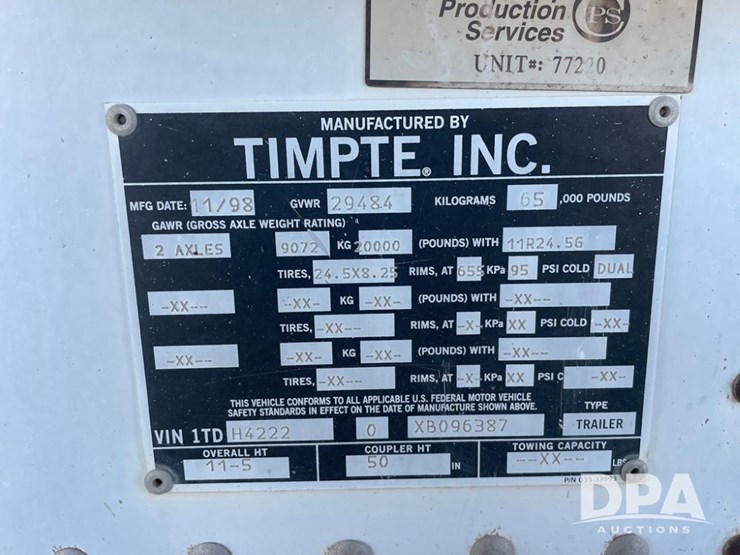 Production
Services
PS
UNIT#: 77220
MANUFACTURED BY
TIMPTE® INC.
MFG DATE: 11/98 GVWR 29484 KILOGRAMS 65 ,000 POUNDS
GAWR (GROSS AXLE WEIGHT RATING)
2 AXLES 9072 KG 20000 (POUNDS) WITH 11R24.5G
TIRES, 24.5X8.25 RIMS, AT 655 KPa 95 PSI COLD DUAL
-XX-- -XX-- KG -XX-- (POUNDS) WITH -XX--
TIRES, -XX-- RIMS, AT -X- KPa XX PSI COLD -XX--
-XX-- -XX-- KG -XX-- (POUNDS) WITH -XX--
TIRES, -XX-- RIMS, AT -X- KPa XX PSI C -XX--
THIS VEHICLE CONFORMS TO ALL APPLICABLE U.S. FEDERAL MOTOR VEHICLE
SAFETY STANDARDS IN EFFECT ON THE DATE OF MANUFACTURE SHOWN ABOVE.
TYPE
VIN 1TD H4222 0 XB096387 TRAILER
OVERALL HT COUPLER HT TOWING CAPACITY
11-5 50 IN --XX-- LBS
P/N
DPA
AUCTIONS